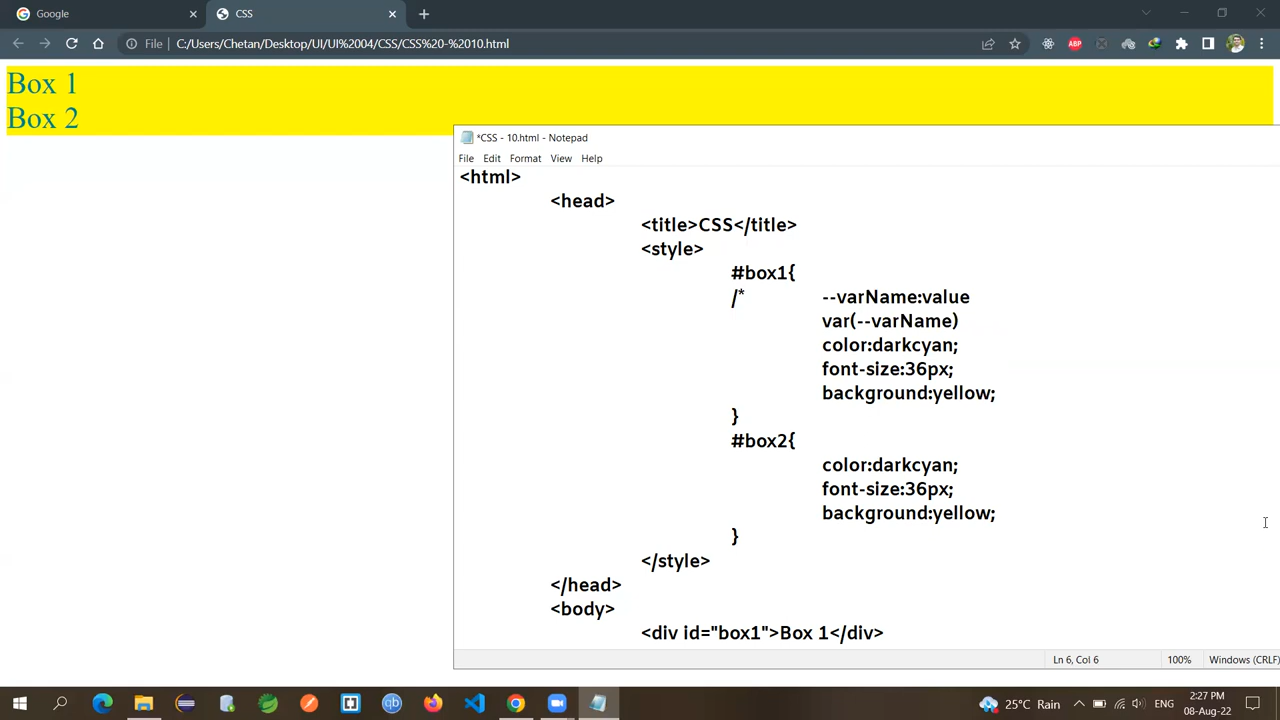 Google
CSS
File
C:/Users/Chetan/Desktop/UI/UI%2004/CSS/CSS%20-%2010.html
ABP
Box 1
Box 2
*CSS - 10.html - Notepad
File Edit Format View Help
<html>
<head>
<title>CSS</title>
<style>
#box1{
/* --varName:value
var(--varName)
color:darkcyan;
font-size:36px;
background:yellow;
}
#box2{
color:darkcyan;
font-size:36px;
background:yellow;
}
</style>
</head>
<body>
<div id="box1">Box 1</div>
Ln 6, Col 6 100% Windows (CRLF)
qb
25°C Rain
ENG
2:27 PM
08-Aug-22